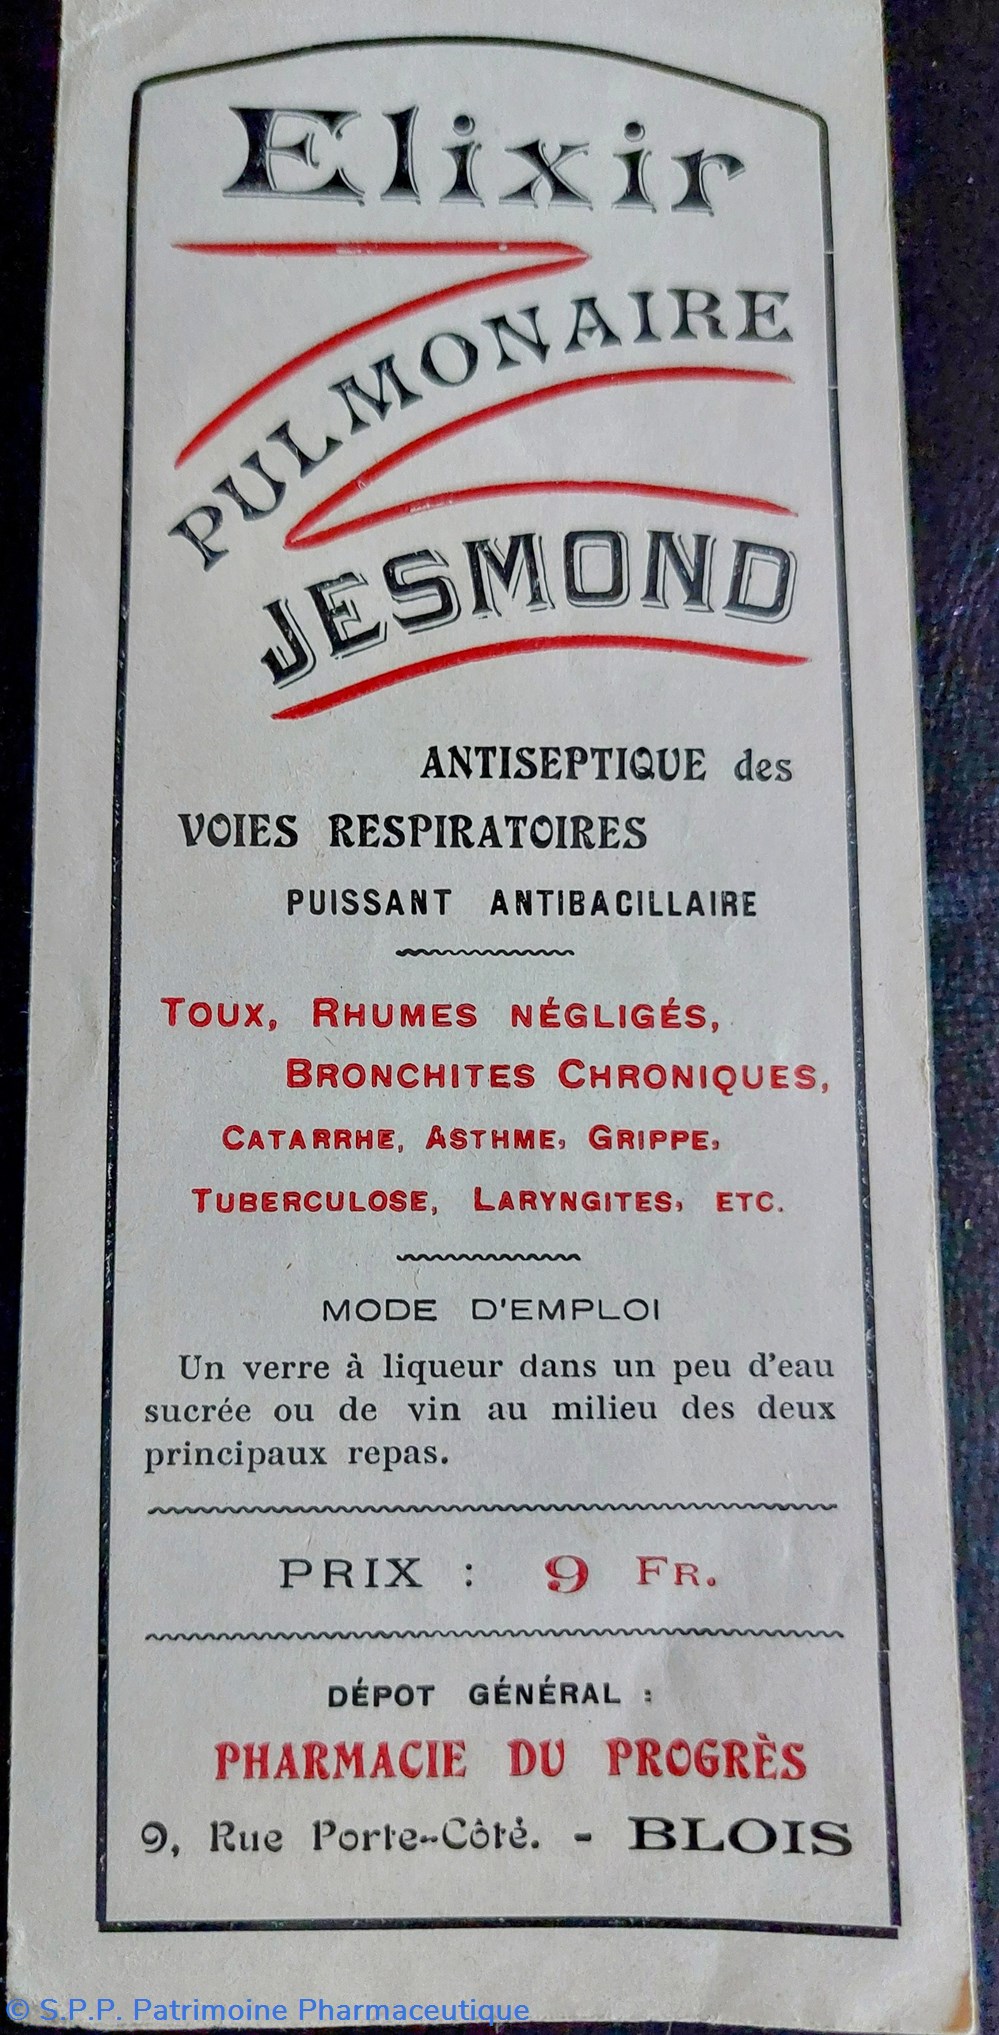 Elixir
PULMONAIRE
JESMOND
ANTISEPTIQUE des
VOIES RESPIRATOIRES
PUISSANT ANTIBACILLAIRE
TOUX, RHUMES NÉGLIGÉS,
BRONCHITES CHRONIQUES,
CATARRHE, ASTHME, GRIPPE,
TUBERCULOSE, LARYNGITES, ETC.
MODE D'EMPLOI
Un verre à liqueur dans un peu d'eau
sucrée ou de vin au milieu des deux
principaux repas.
PRIX : 9 FR.
DÉPOT GÉNÉRAL :
PHARMACIE DU PROGRÈS
9, Rue Porte-Côté. - BLOIS
© S.P.P. Patrimoine Pharmaceutique